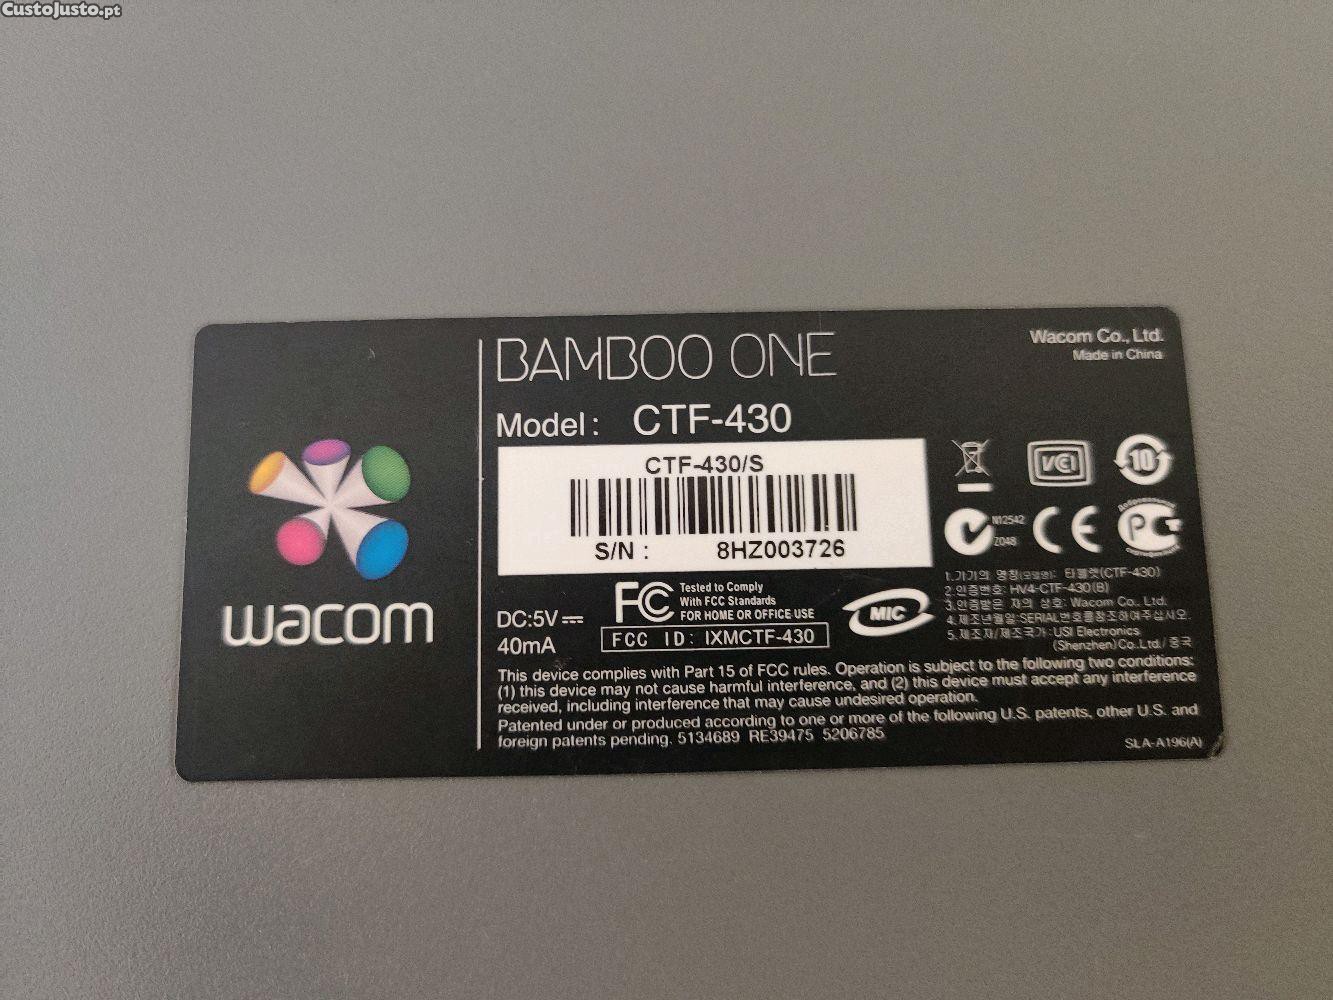 CustoJusto.pt
BAMBOO ONE
Wacom Co., Ltd.
Made in China
Model: CTF-430
CTF-430/S
S/N : 8HZ003726
wacom
VCI
10
N12542
Z048
CE
DC:5V
40mA
FC Tested to Comply
With FCC Standards
FOR HOME OR OFFICE USE
FCC ID: IXMCTF-430
MIC
1.기기의 명칭(모델명): 타블렛(CTF-430)
2.인증번호: HV4-CTF-430(B)
3.인증받은 자의 상호: Wacom Co., Ltd.
4.제조년월일:SERIAL번호를참조하여주십시오.
5.제조자/제조국가: USI Electronics
(Shenzhen)Co.Ltd./ 중국
This device complies with Part 15 of FCC rules. Operation is subject to the following two conditions:
(1) this device may not cause harmful interference, and (2) this device must accept any interference
received, including interference that may cause undesired operation.
Patented under or produced according to one or more of the following U.S. patents, other U.S. and
foreign patents pending. 5134689 RE39475 5206785
SLA-A196(A)